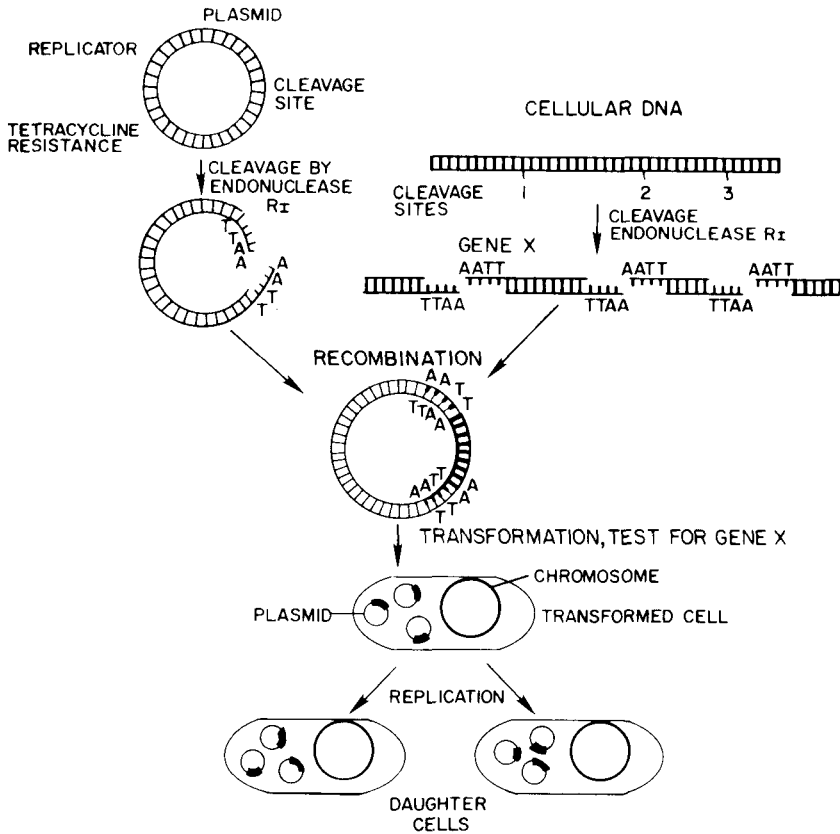 PLASMID
REPLICATOR
CLEAVAGE
SITE
TETRACYCLINE
RESISTANCE
CLEAVAGE BY
ENDONUCLEASE
RI
T
T
A
A
A
A
T
T
CELLULAR DNA
CLEAVAGE
SITES
1 2 3
CLEAVAGE
ENDONUCLEASE RI
GENE X
AATT AATT AATT
TTAA TTAA TTAA
RECOMBINATION
AATT
TTAA
AATT
TTAA
TRANSFORMATION, TEST FOR GENE X
CHROMOSOME
PLASMID
TRANSFORMED CELL
REPLICATION
DAUGHTER
CELLS